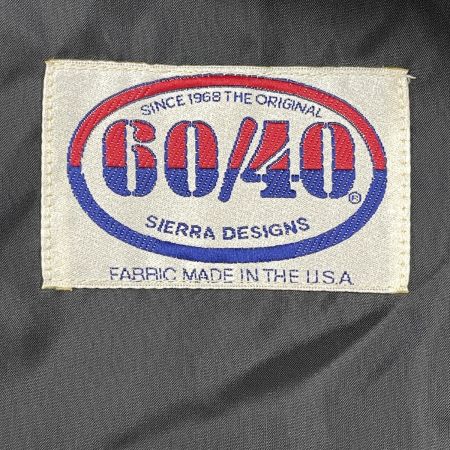 SINCE 1968 THE ORIGINAL
60/40®
SIERRA DESIGNS
FABRIC MADE IN THE U.S.A.